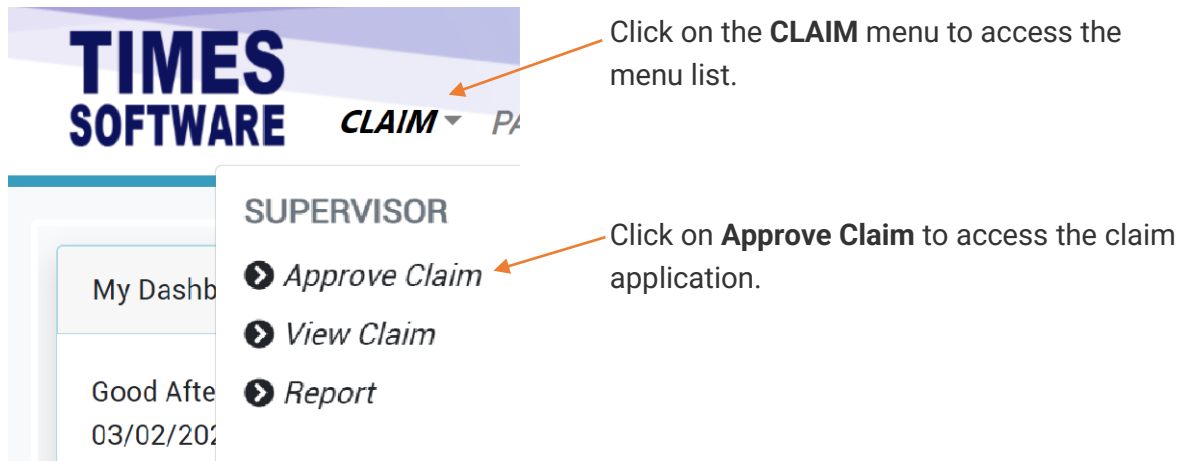 TIMES
SOFTWARE
CLAIM
Click on the CLAIM menu to access the
menu list.
SUPERVISOR
Approve Claim
View Claim
Report
Click on Approve Claim to access the claim
application.
My Dashb
Good Afte
03/02/202